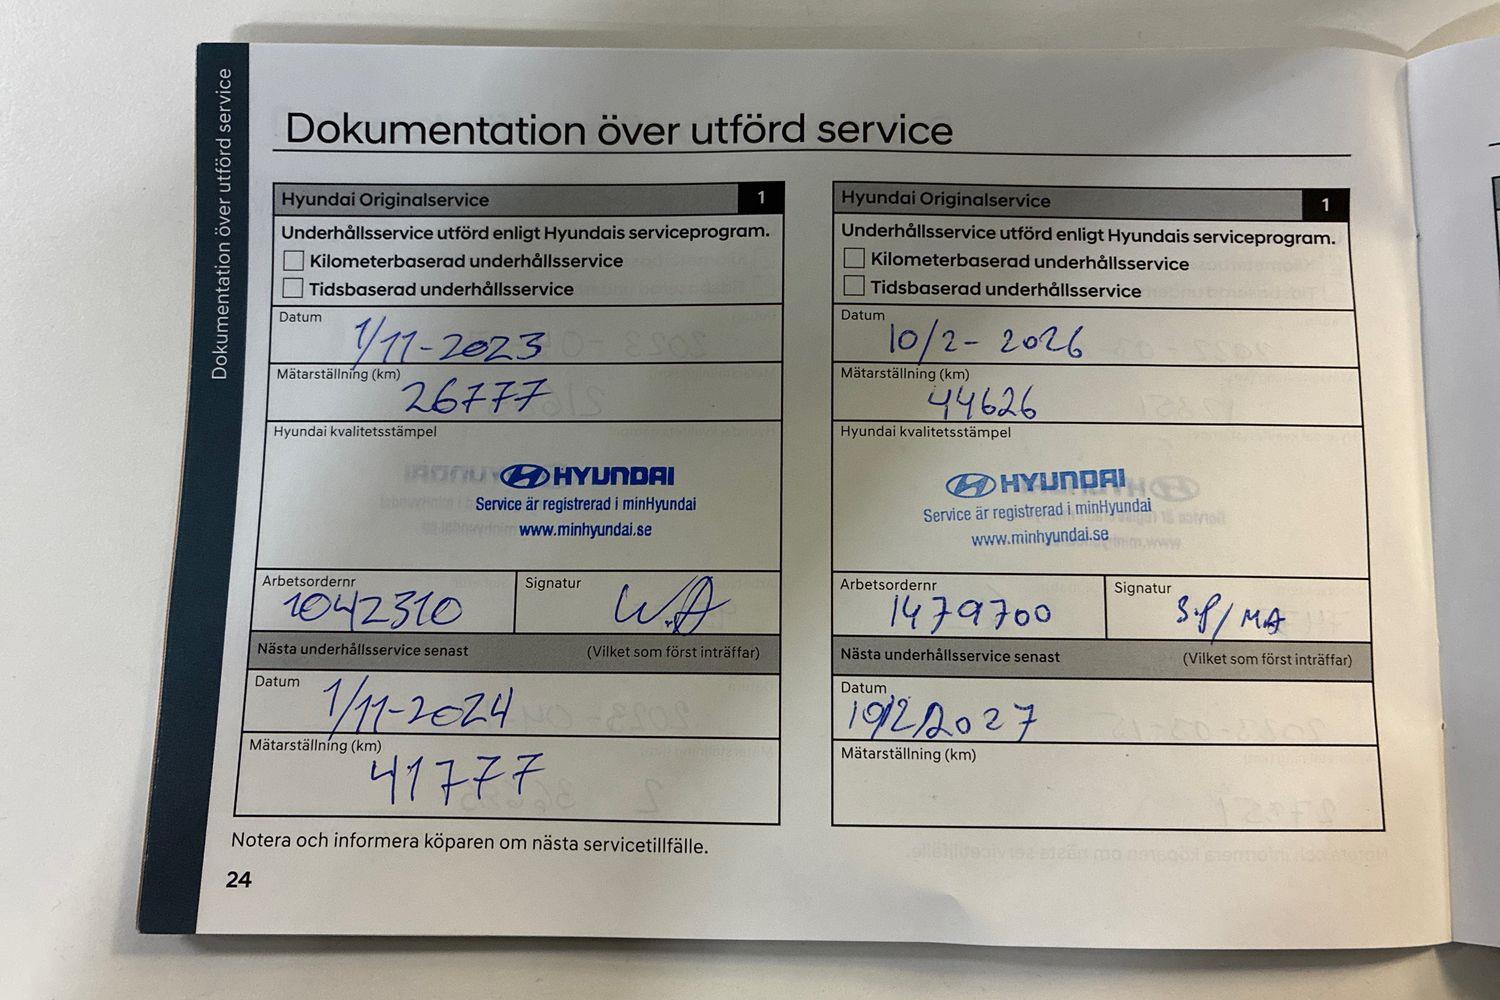 Dokumentation över utförd service
Dokumentation över utförd service
Hyundai Originalservice 1
Underhållsservice utförd enligt Hyundais serviceprogram.
Kilometerbaserad underhållsservice
Tidsbaserad underhållsservice
Datum
1/11-2023
Mätarställning (km)
26777
Hyundai kvalitetsstämpel
HYUNDAI
Service är registrerad i minHyundai
www.minhyundai.se
Arbetsordernr Signatur
1042310 W.A
Nästa underhållsservice senast (Vilket som först inträffar)
Datum
1/11-2024
Mätarställning (km)
41777
Notera och informera köparen om nästa servicetillfälle.
24
Hyundai Originalservice 1
Underhållsservice utförd enligt Hyundais serviceprogram.
Kilometerbaserad underhållsservice
Tidsbaserad underhållsservice
Datum
10/2- 2026
Mätarställning (km)
44626
Hyundai kvalitetsstämpel
HYUNDAI
Service är registrerad i minHyundai
www.minhyundai.se
Arbetsordernr Signatur
1479700
Nästa underhållsservice senast (Vilket som först inträffar)
Datum
Mätarställning (km)